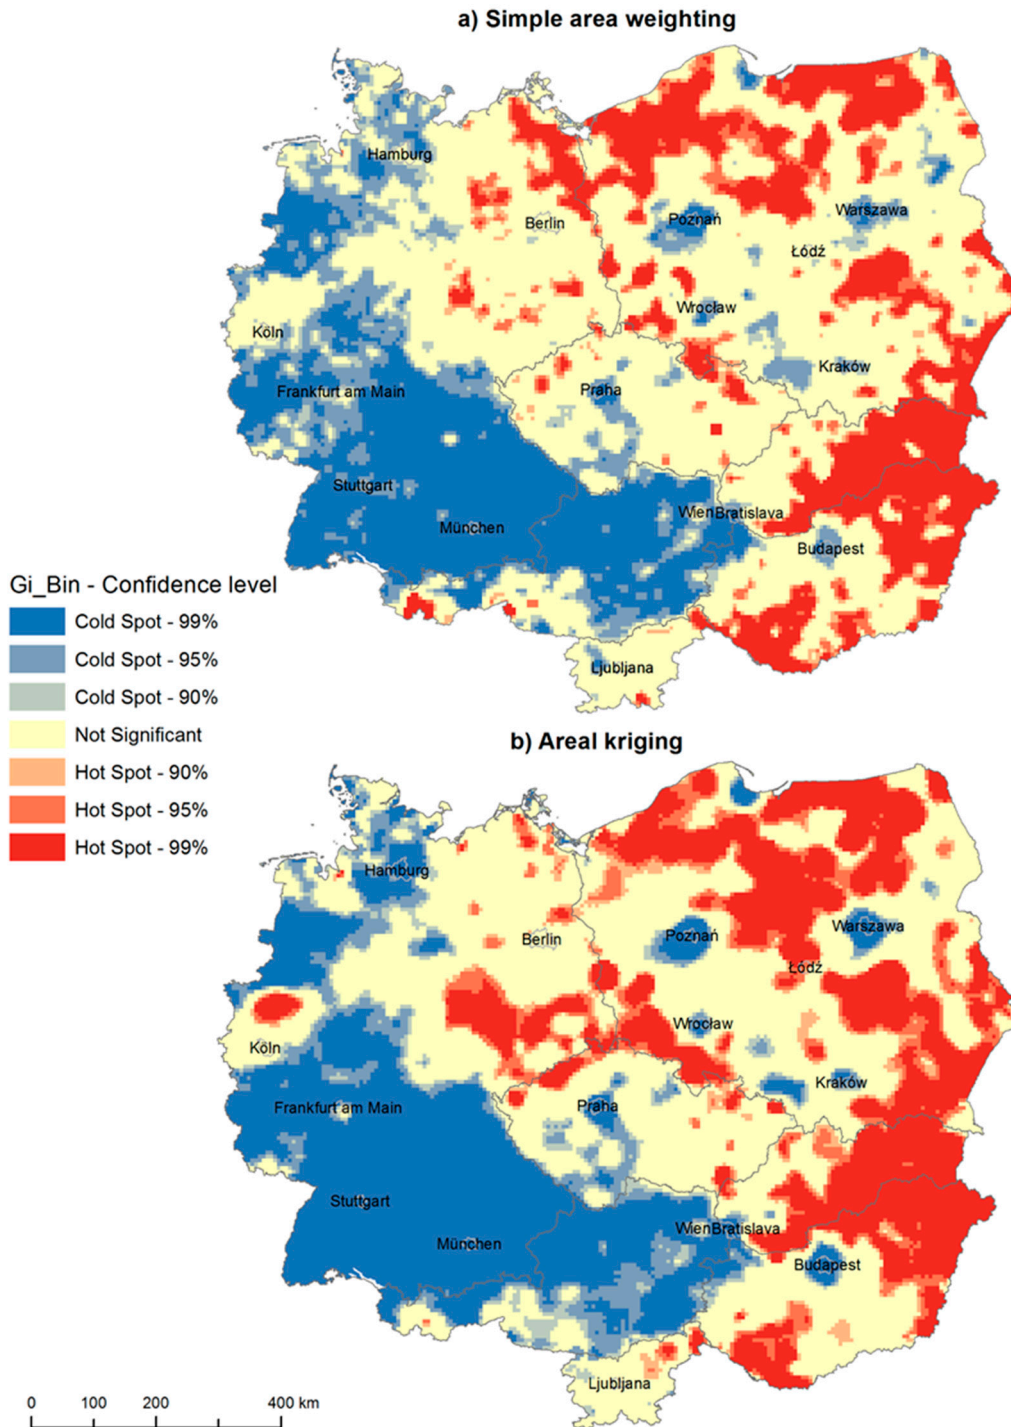 a) Simple area weighting
Hamburg
Berlin
Poznań
Warszawa
Łódź
Köln
Wrocław
Frankfurt am Main
Praha
Kraków
Stuttgart
München
Wien
Bratislava
Budapest
Ljubljana
Gi_Bin - Confidence level
Cold Spot - 99%
Cold Spot - 95%
Cold Spot - 90%
Not Significant
Hot Spot - 90%
Hot Spot - 95%
Hot Spot - 99%
b) Areal kriging
Hamburg
Berlin
Poznań
Warszawa
Łódź
Wrocław
Köln
Kraków
Frankfurt am Main
Praha
Stuttgart
München
Wien
Bratislava
Budapest
Ljubljana
0 100 200 400 km